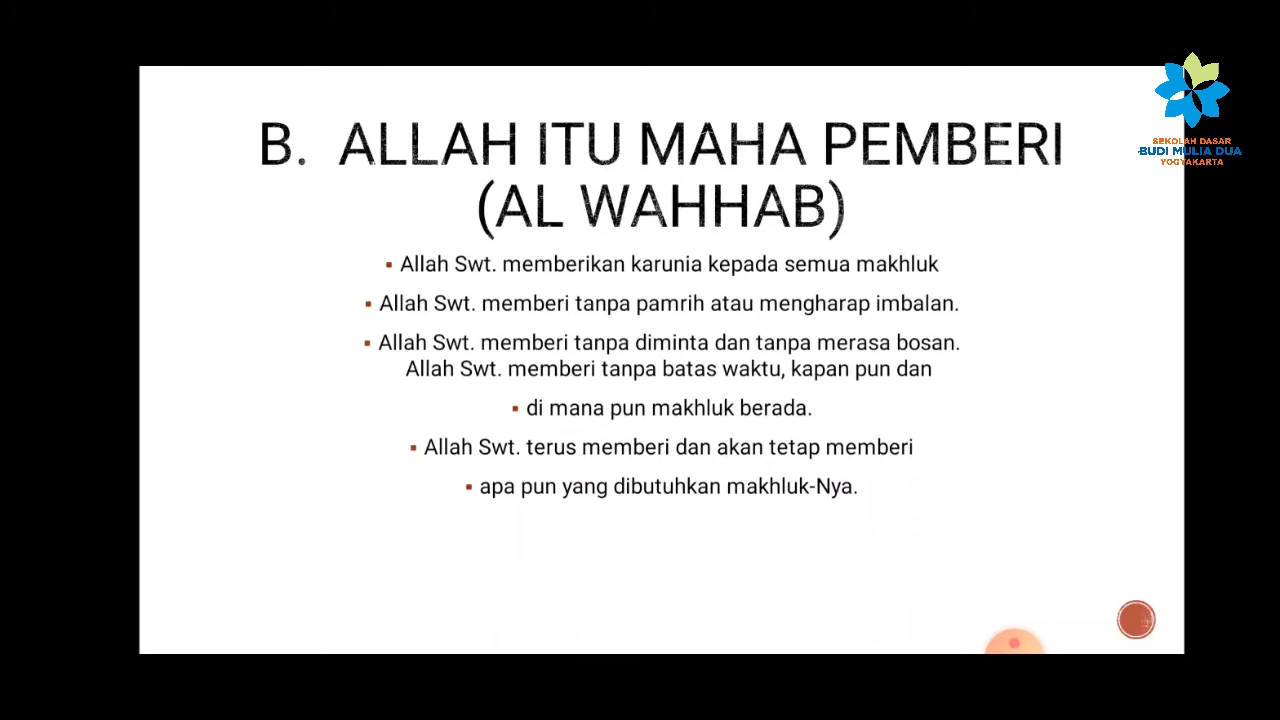 SEKOLAH DASAR
BUDI MULIA DUA
YOGYAKARTA
B. ALLAH ITU MAHA PEMBERI
(AL WAHHAB)
▪ Allah Swt. memberikan karunia kepada semua makhluk
▪ Allah Swt. memberi tanpa pamrih atau mengharap imbalan.
▪ Allah Swt. memberi tanpa diminta dan tanpa merasa bosan.
Allah Swt. memberi tanpa batas waktu, kapan pun dan
▪ di mana pun makhluk berada.
▪ Allah Swt. terus memberi dan akan tetap memberi
▪ apa pun yang dibutuhkan makhluk-Nya.